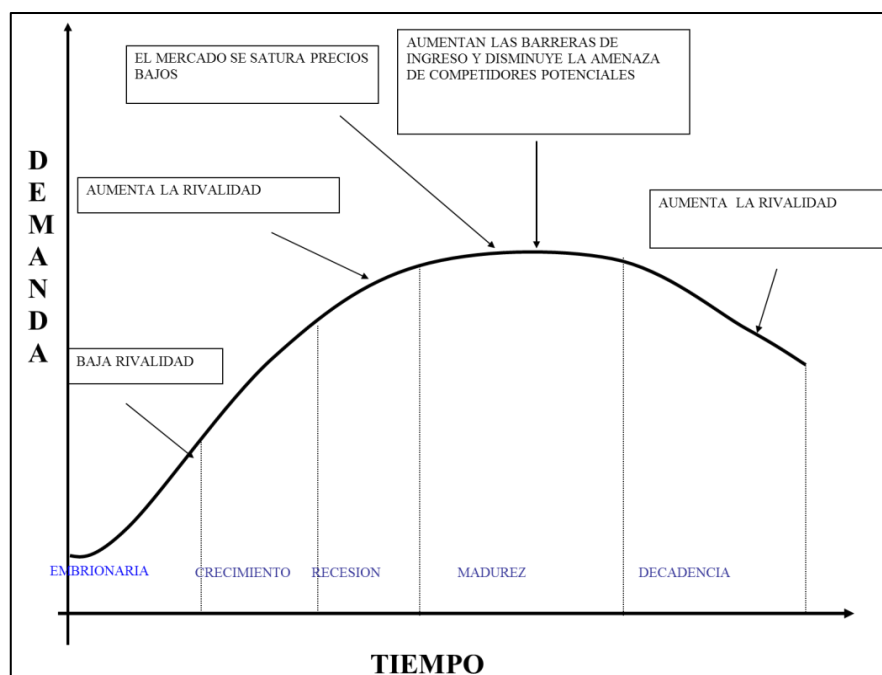 EL MERCADO SE SATURA PRECIOS
BAJOS
AUMENTAN LAS BARRERAS DE
INGRESO Y DISMINUYE LA AMENAZA
DE COMPETIDORES POTENCIALES
DEMANDA
AUMENTA LA RIVALIDAD
AUMENTA LA RIVALIDAD
BAJA RIVALIDAD
EMBRIONARIA
CRECIMIENTO
RECESION
MADUREZ
DECADENCIA
TIEMPO